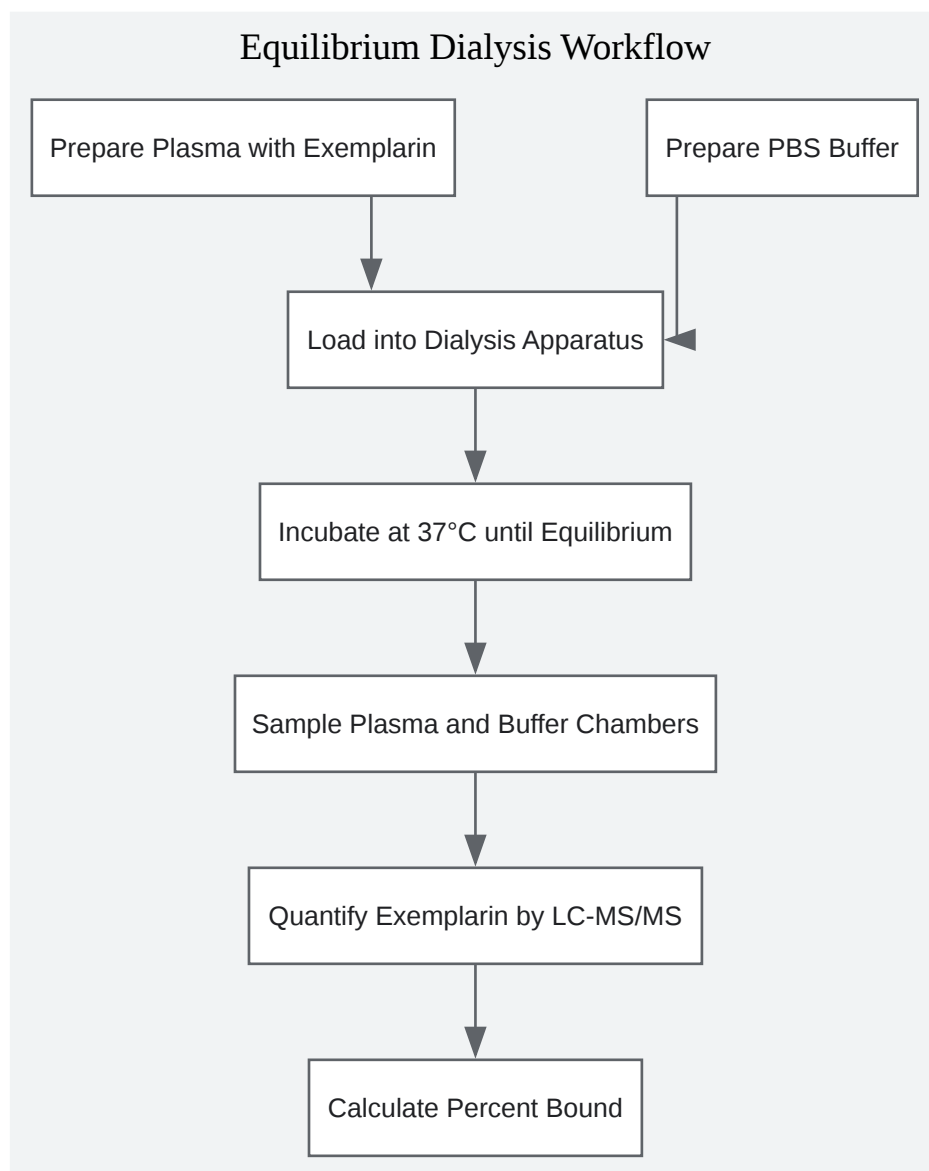 Equilibrium Dialysis Workflow
Prepare Plasma with Exemplarin
Prepare PBS Buffer
Load into Dialysis Apparatus
Incubate at 37°C until Equilibrium
Sample Plasma and Buffer Chambers
Quantify Exemplarin by LC-MS/MS
Calculate Percent Bound